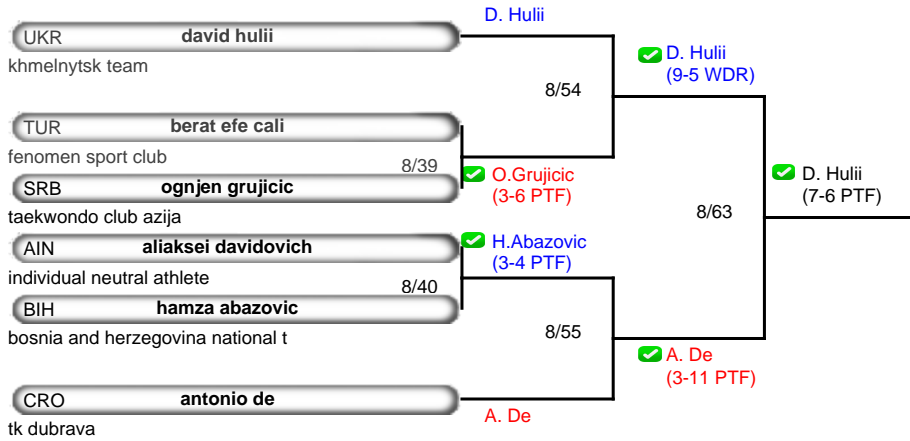 D. Hulii
UKR david hulii
khmelnytsk team
D. Hulii
(9-5 WDR)
8/54
TUR berat efe cali
fenomen sport club
8/39
O.Grujicic
(3-6 PTF)
SRB ognjen grujicic
taekwondo club azija
D. Hulii
(7-6 PTF)
8/63
AIN aliaksei davidovich
individual neutral athlete
H.Abazovic
(3-4 PTF)
8/40
BIH hamza abazovic
bosnia and herzegovina national t
8/55
A. De
(3-11 PTF)
CRO antonio de
A. De
tk dubrava